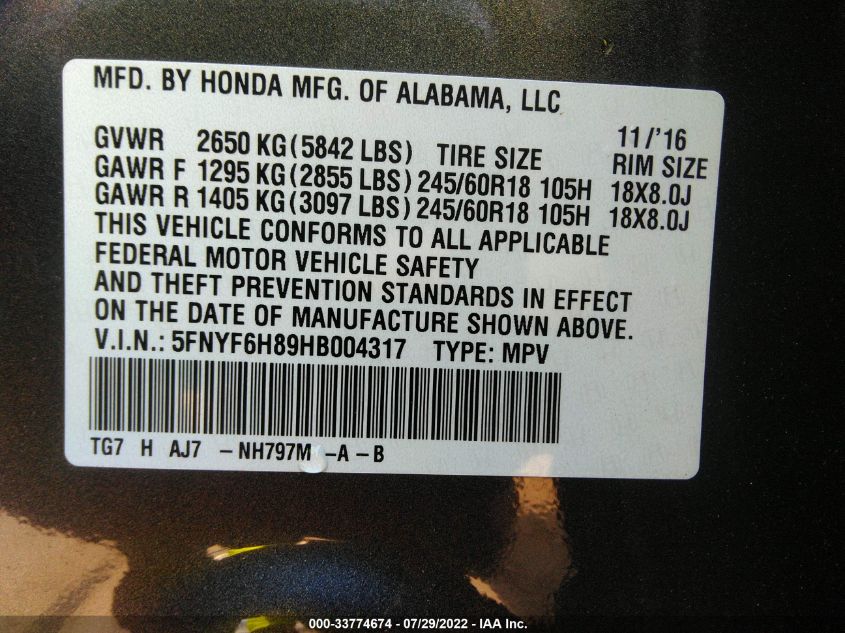 MFD. BY HONDA MFG. OF ALABAMA, LLC
11/'16
GVWR 2650 KG (5842 LBS) TIRE SIZE RIM SIZE
GAWR F 1295 KG (2855 LBS) 245/60R18 105H 18X8.0J
GAWR R 1405 KG (3097 LBS) 245/60R18 105H 18X8.0J
THIS VEHICLE CONFORMS TO ALL APPLICABLE
FEDERAL MOTOR VEHICLE SAFETY
AND THEFT PREVENTION STANDARDS IN EFFECT
ON THE DATE OF MANUFACTURE SHOWN ABOVE.
V.I.N.: 5FNYF6H89HB004317 TYPE: MPV
TG7 H AJ7 -NH797M -A -B
000-33774674 - 07/29/2022 - IAA Inc.